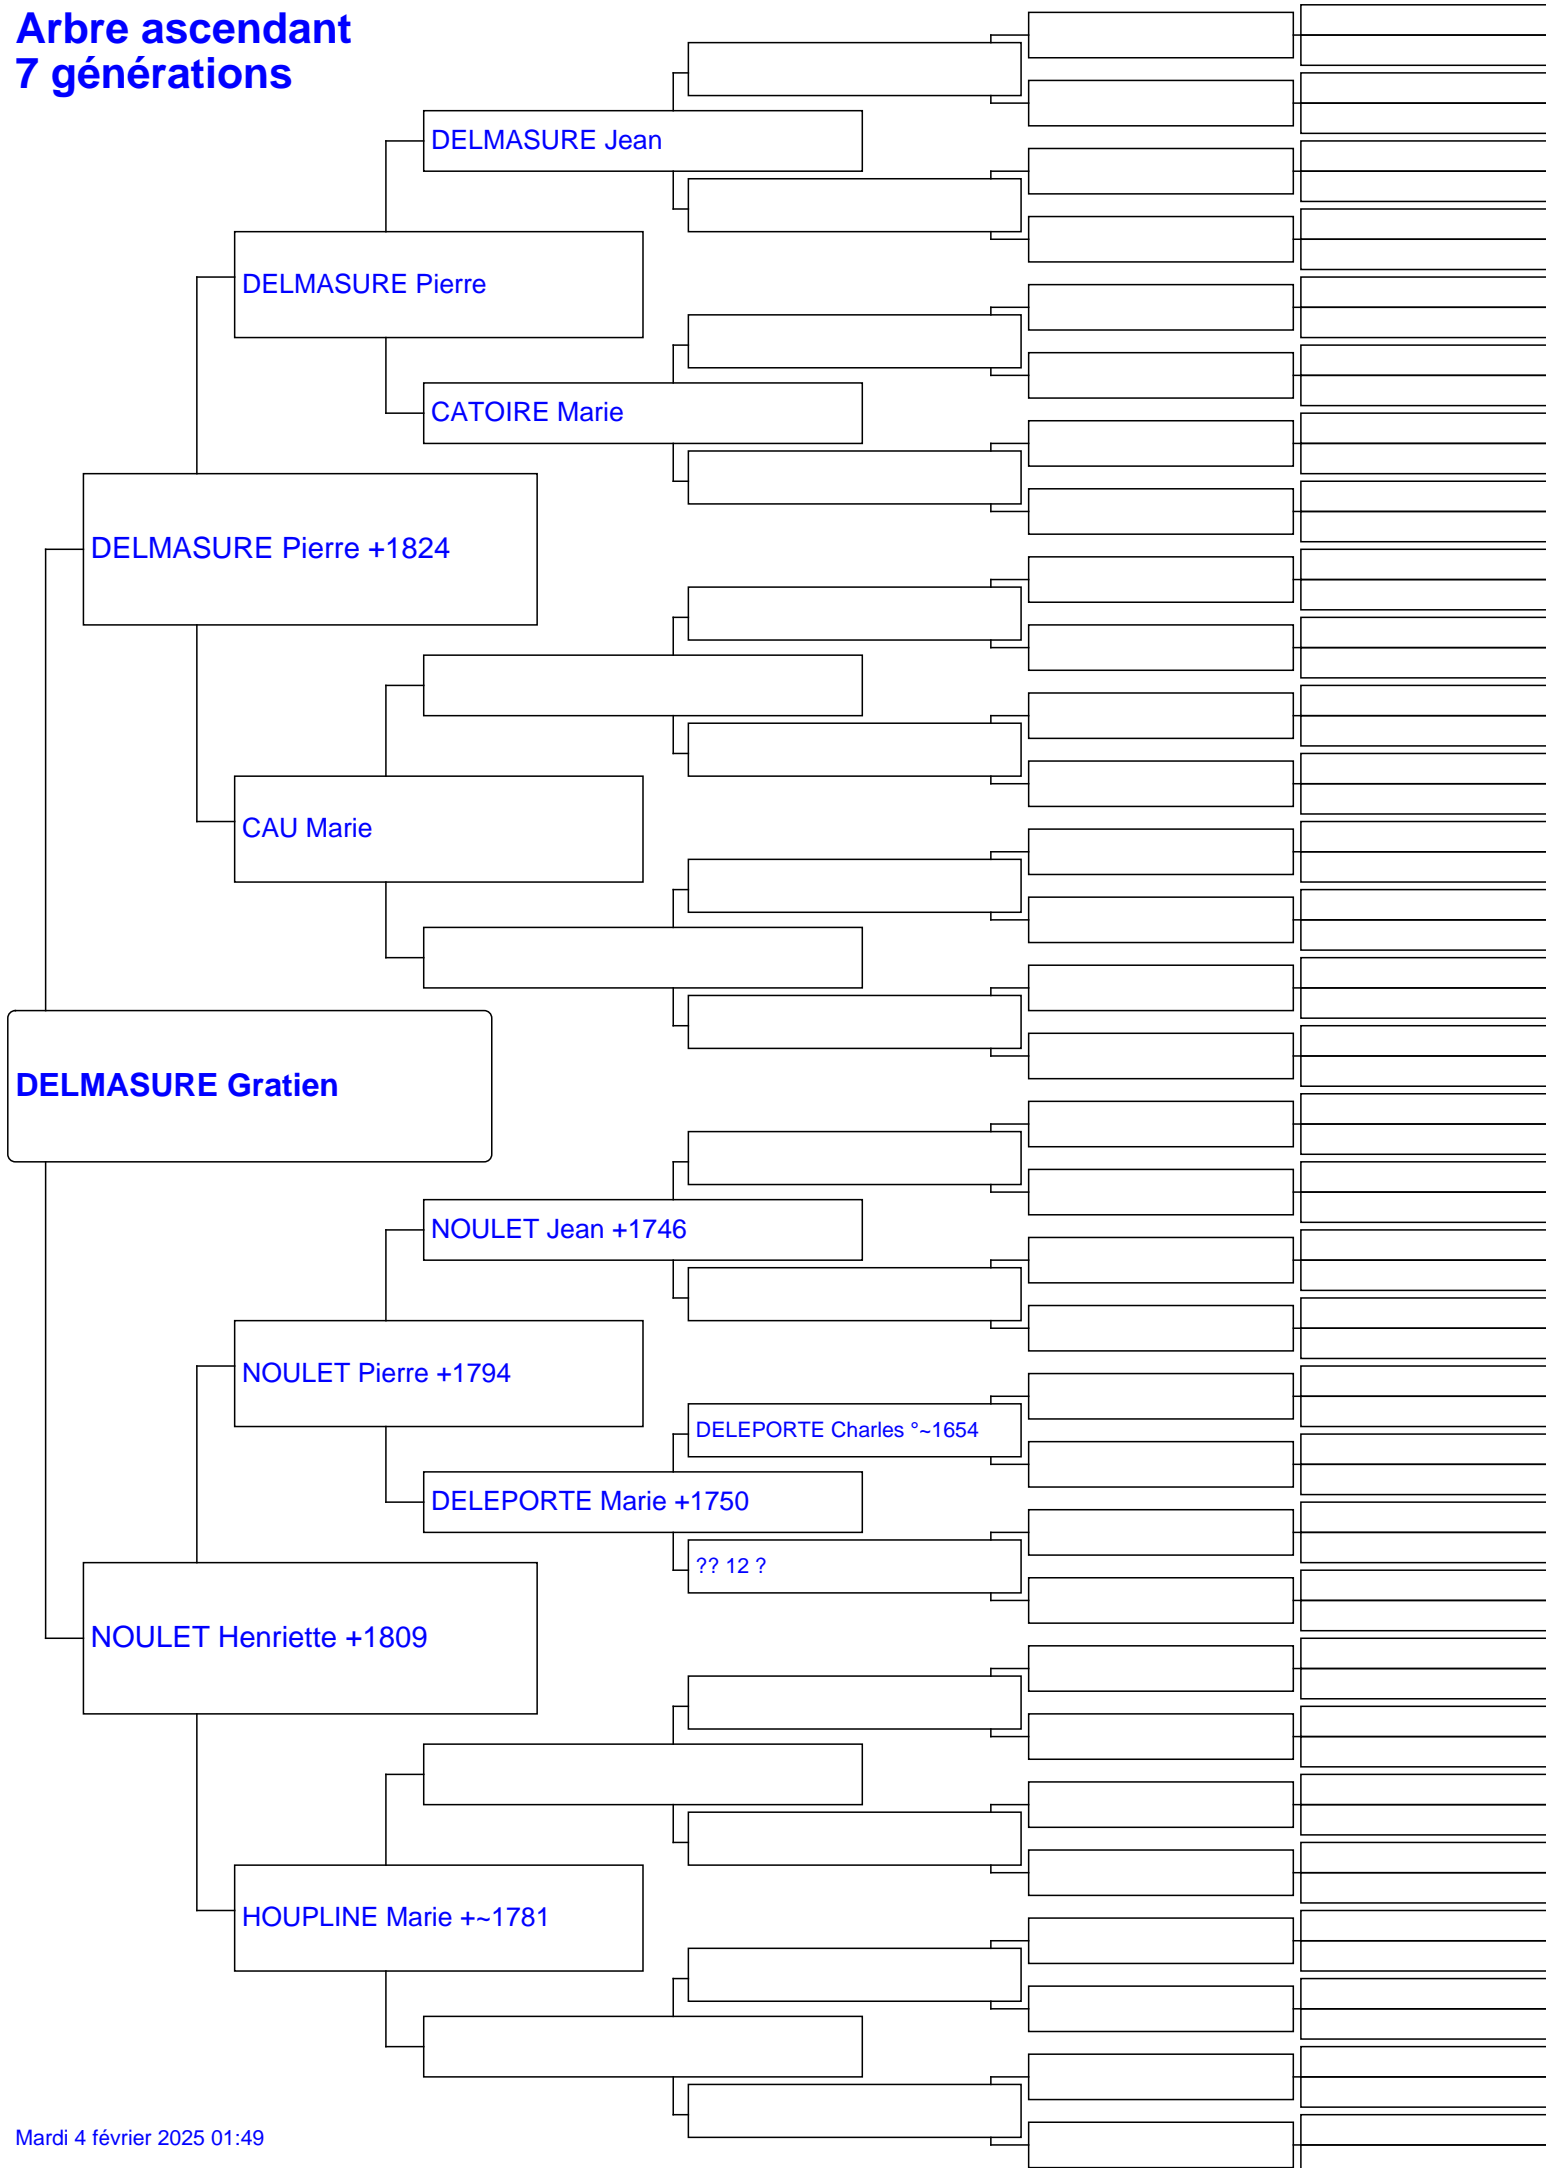 Arbre ascendant
7 générations
DELMASURE Jean
DELMASURE Pierre
CATOIRE Marie
DELMASURE Pierre +1824
CAU Marie
DELMASURE Gratien
NOULET Jean +1746
NOULET Pierre +1794
DELEPORTE Charles °~1654
DELEPORTE Marie +1750
?? 12 ?
NOULET Henriette +1809
HOUPLINE Marie +~1781
Mardi 4 février 2025 01:49